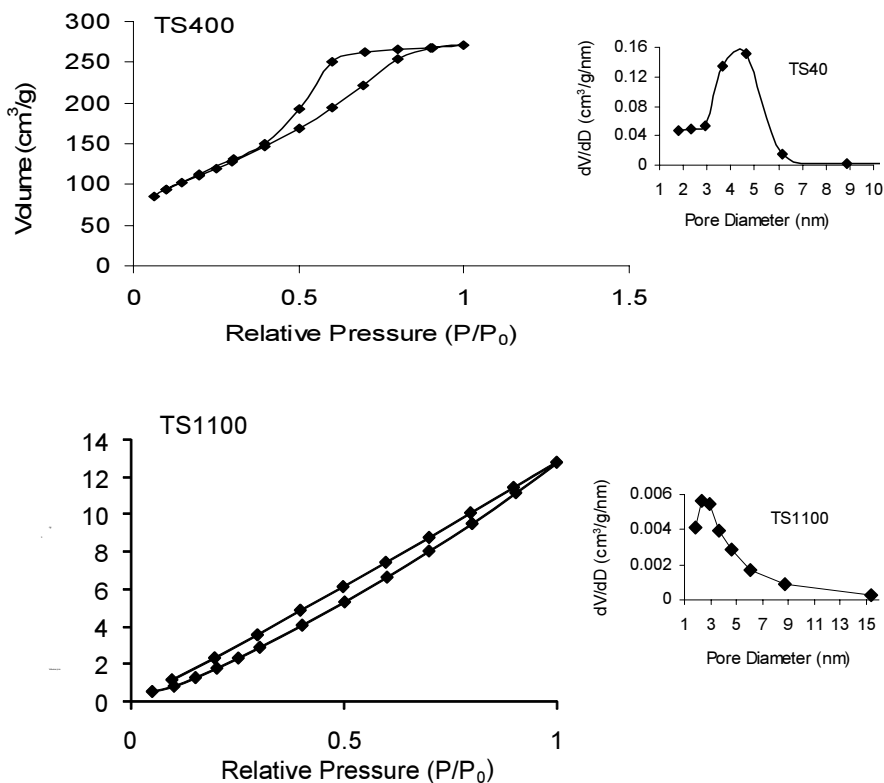 TS400
300
250
200
150
100
50
0
Volume (cm³/g)
0 0.5 1 1.5
Relative Pressure (P/P₀)
0.16
0.12
0.08
0.04
0
dV/dD (cm³/g/nm)
TS40
1 2 3 4 5 6 7 8 9 10
Pore Diameter (nm)
TS1100
14
12
10
8
6
4
2
0
0 0.5 1
Relative Pressure (P/P₀)
0.006
0.004
0.002
0
dV/dD (cm³/g/nm)
TS1100
1 3 5 7 9 11 13 15
Pore Diameter (nm)